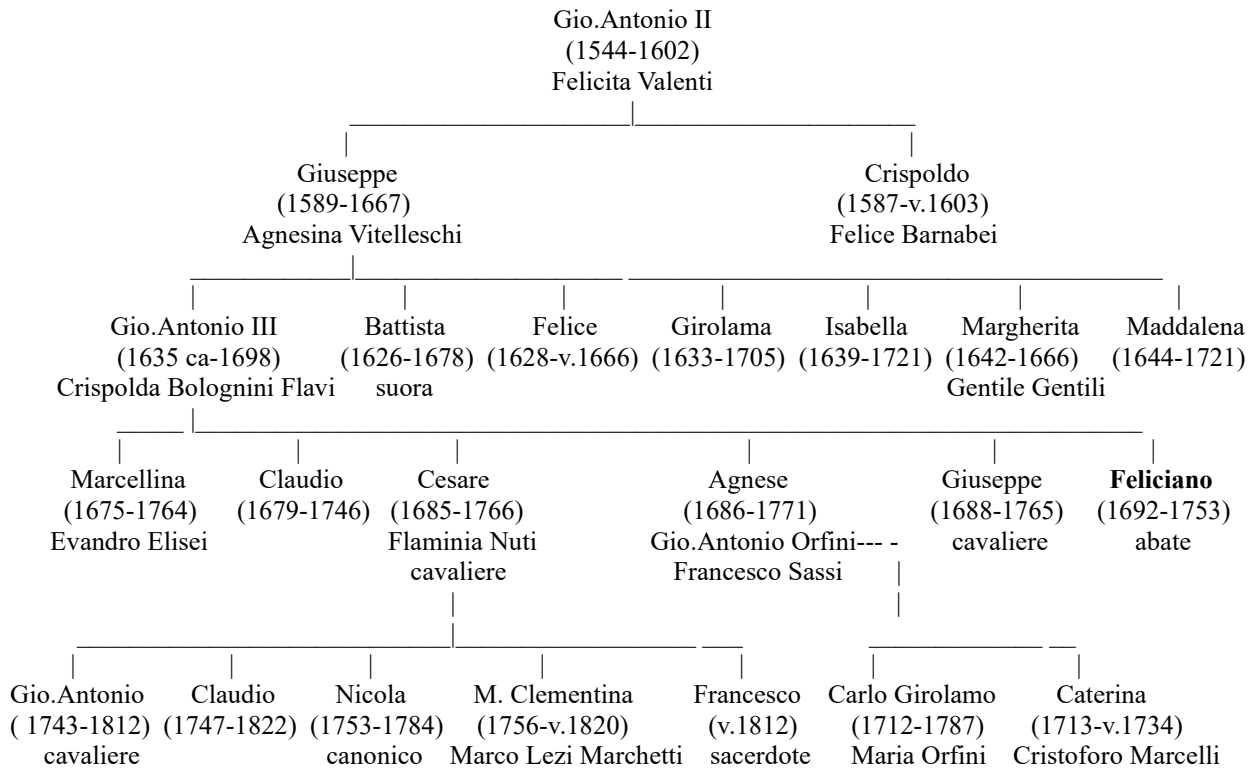 Gio.Antonio II
(1544-1602)
Felicita Valenti
Giuseppe Crispoldo
(1589-1667) (1587-v.1603)
Agnesina Vitelleschi Felice Barnabei
Gio.Antonio III Battista Felice Girolama Isabella Margherita Maddalena
(1635 ca-1698) (1626-1678) (1628-v.1666) (1633-1705) (1639-1721) (1642-1666) (1644-1721)
Crispolda Bolognini Flavi suora Gentile Gentili
Marcellina Claudio Cesare Agnese Giuseppe Feliciano
(1675-1764) (1679-1746) (1685-1766) (1686-1771) (1688-1765) (1692-1753)
Evandro Elisei Flaminia Nuti Gio.Antonio Orfini--- - cavaliere abate
cavaliere Francesco Sassi
Gio.Antonio Claudio Nicola M. Clementina Francesco Carlo Girolamo Caterina
( 1743-1812) (1747-1822) (1753-1784) (1756-v.1820) (v.1812) (1712-1787) (1713-v.1734)
cavaliere canonico Marco Lezi Marchetti sacerdote Maria Orfini Cristoforo Marcelli